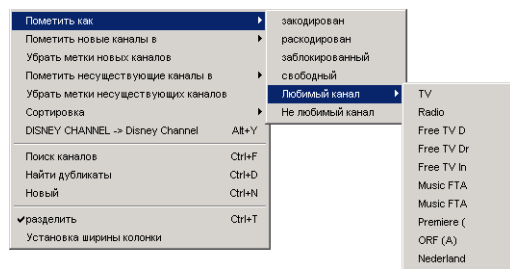 Пометить как
Пометить новые каналы в
Убрать метки новых каналов
Пометить несуществующие каналы в
Убрать метки несуществующих каналов
Сортировка
DISNEY CHANNEL -> Disney Channel Alt+Y
Поиск каналов Ctrl+F
Найти дубликаты Ctrl+D
Новый Ctrl+N
разделить Ctrl+T
Установка ширины колонки
закодирован
раскодирован
заблокированный
свободный
Любимый канал
Не любимый канал
TV
Radio
Free TV D
Free TV Dr
Free TV In
Music FTA
Music FTA
Premiere (
ORF (A)
Nederland